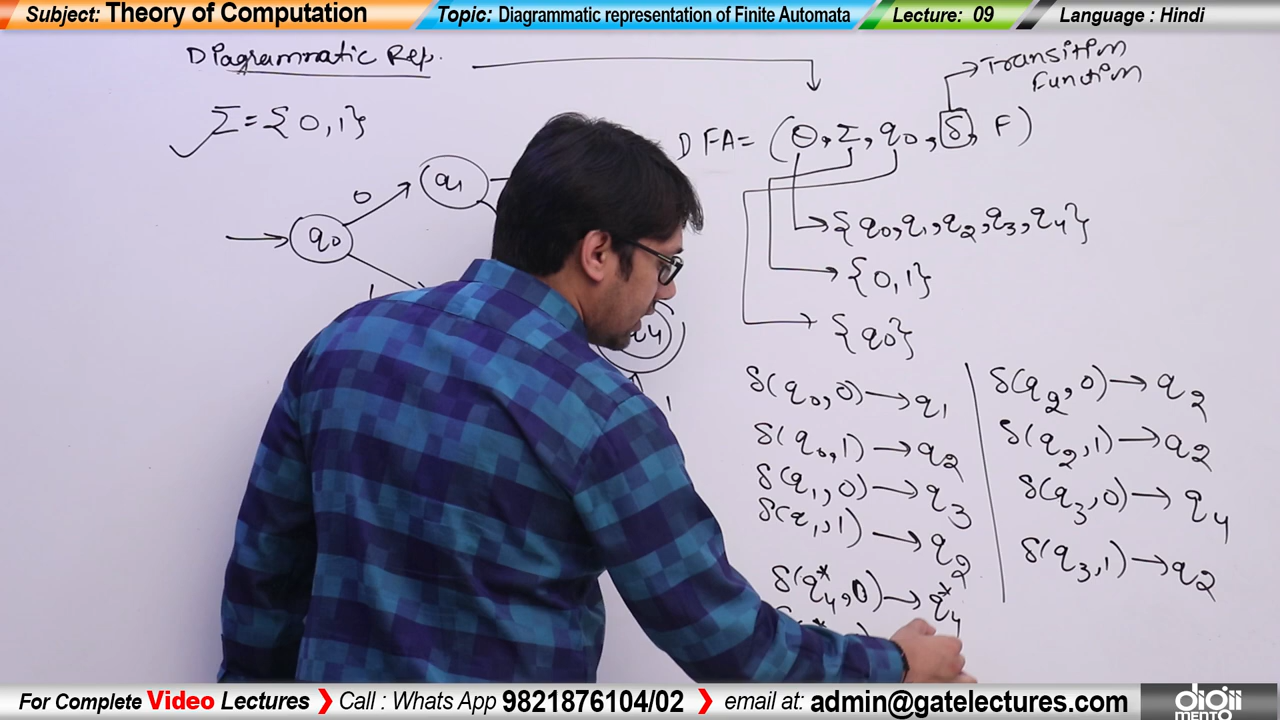 Subject: Theory of Computation
Topic: Diagrammatic representation of Finite Automata
Lecture: 09
Language : Hindi
Diagrammatic Rep.
Σ = {0,1}
q0
0
q1
1
q4
1
Transition
function
DFA = (Q, Σ, q0, δ, F)
{q0, q1, q2, q3, q4}
{0,1}
{q0}
δ(q0, 0) → q1
δ(q0, 1) → q2
δ(q1, 0) → q3
δ(q1, 1) → q2
δ(q4*, 0) → q4*
δ(q2, 0) → q2
δ(q2, 1) → q2
δ(q3, 0) → q4
δ(q3, 1) → q2
For Complete Video Lectures ❯ Call : Whats App 9821876104/02 ❯ email at: admin@gatelectures.com
digii
MENTO